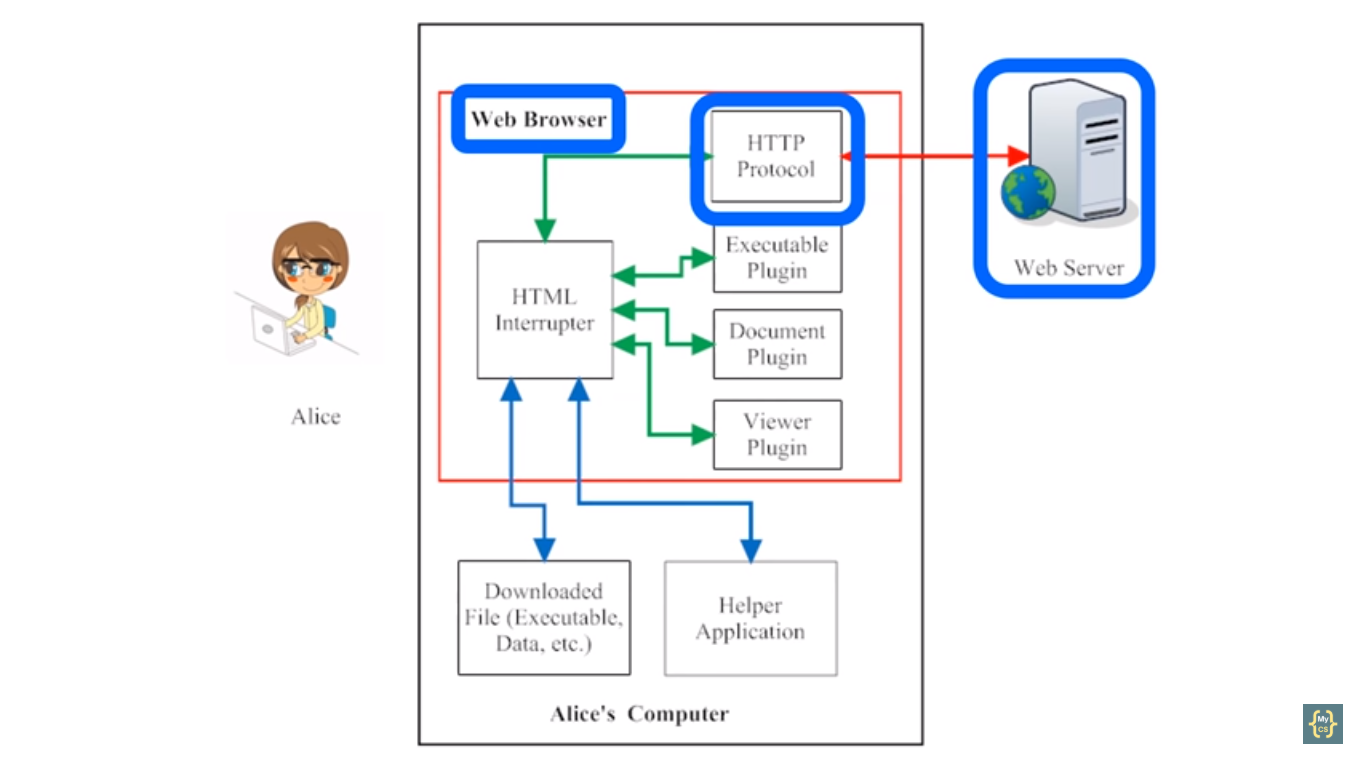 Web Browser
HTTP
Protocol
Executable
Plugin
Web Server
HTML
Interrupter
Document
Plugin
Alice
Viewer
Plugin
Downloaded
File (Executable,
Data, etc.)
Helper
Application
Alice's Computer
My
CS